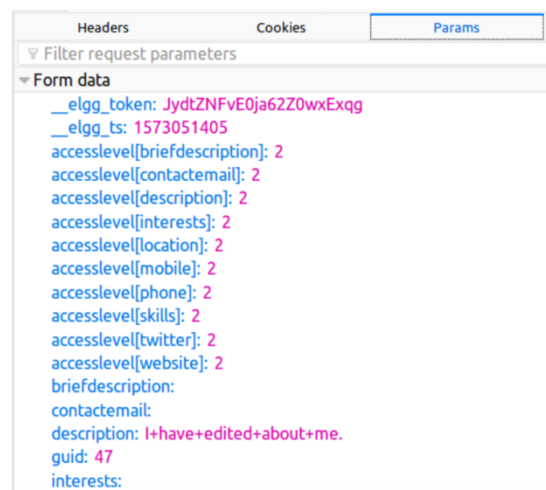 Headers Cookies Params
Filter request parameters
Form data
__elgg_token: JydtZNFvE0ja62Z0wxExqg
__elgg_ts: 1573051405
accesslevel[briefdescription]: 2
accesslevel[contactemail]: 2
accesslevel[description]: 2
accesslevel[interests]: 2
accesslevel[location]: 2
accesslevel[mobile]: 2
accesslevel[phone]: 2
accesslevel[skills]: 2
accesslevel[twitter]: 2
accesslevel[website]: 2
briefdescription:
contactemail:
description: I+have+edited+about+me.
guid: 47
interests: